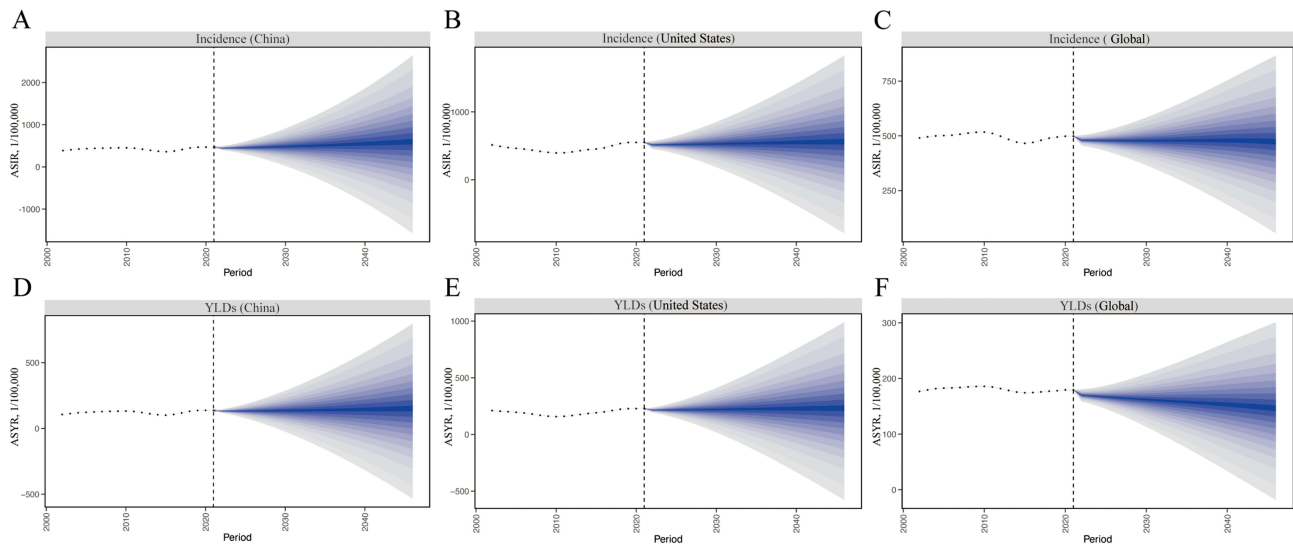 A
Incidence (China)
ASIR, 1/100,000
2000
1000
0
-1000
2000
2010
2020
2030
2040
Period
B
Incidence (United States)
ASIR, 1/100,000
1000
0
2000
2010
2020
2030
2040
Period
C
Incidence ( Global)
ASIR, 1/100,000
750
500
250
2000
2010
2020
2030
2040
Period
D
YLDs (China)
ASYR, 1/100,000
500
0
−500
2000
2010
2020
2030
2040
Period
E
YLDs (United States)
ASYR, 1/100,000
1000
500
0
−500
2000
2010
2020
2030
2040
Period
F
YLDs (Global)
ASYR, 1/100,000
300
200
100
0
2000
2010
2020
2030
2040
Period